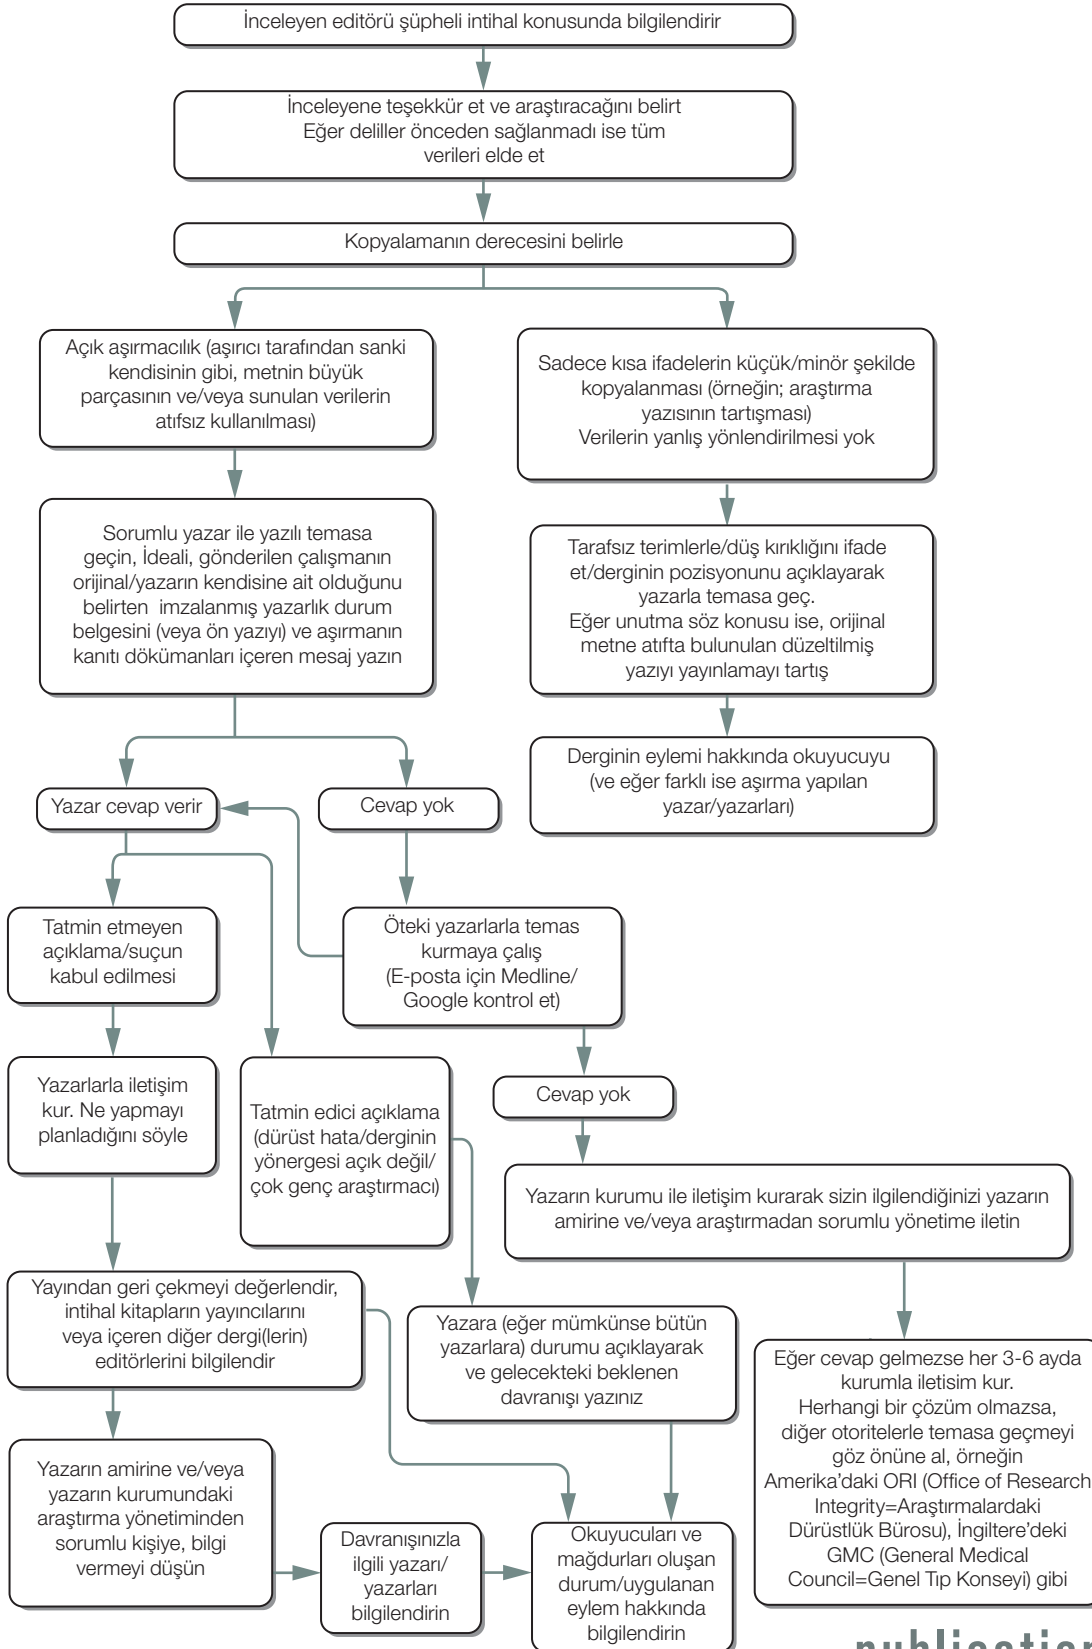 İnceleyen editörü şüpheli intihal konusunda bilgilendirir
İnceleyene teşekkür et ve araştıracağını belirt
Eğer deliller önceden sağlanmadı ise tüm
verileri elde et
Kopyalamanın derecesini belirle
Açık aşırmacılık (aşırıcı tarafından sanki
kendisinin gibi, metnin büyük
parçasının ve/veya sunulan verilerin
atıfsız kullanılması)
Sadece kısa ifadelerin küçük/minör şekilde
kopyalanması (örneğin; araştırma
yazısının tartışması)
Verilerin yanlış yönlendirilmesi yok
Sorumlu yazar ile yazılı temasa
geçin, İdeali, gönderilen çalışmanın
orijinal/yazarın kendisine ait olduğunu
belirten imzalanmış yazarlık durum
belgesini (veya ön yazıyı) ve aşırmanın
kanıtı dökümanları içeren mesaj yazın
Tarafsız terimlerle/düş kırıklığını ifade
et/derginin pozisyonunu açıklayarak
yazarla temasa geç.
Eğer unutma söz konusu ise, orijinal
metne atıfta bulunulan düzeltilmiş
yazıyı yayınlamayı tartış
Derginin eylemi hakkında okuyucuyu
(ve eğer farklı ise aşırma yapılan
yazar/yazarları)
Yazar cevap verir
Cevap yok
Tatmin etmeyen
açıklama/suçun
kabul edilmesi
Öteki yazarlarla temas
kurmaya çalış
(E-posta için Medline/
Google kontrol et)
Yazarlarla iletişim
kur. Ne yapmayı
planladığını söyle
Tatmin edici açıklama
(dürüst hata/derginin
yönergesi açık değil/
çok genç araştırmacı)
Cevap yok
Yazarın kurumu ile iletişim kurarak sizin ilgilendiğinizi yazarın
amirine ve/veya araştırmadan sorumlu yönetime iletin
Yayından geri çekmeyi değerlendir,
intihal kitapların yayıncılarını
veya içeren diğer dergi(lerin)
editörlerini bilgilendir
Yazara (eğer mümkünse bütün
yazarlara) durumu açıklayarak
ve gelecekteki beklenen
davranışı yazınız
Eğer cevap gelmezse her 3-6 ayda
kurumla iletisim kur.
Herhangi bir çözüm olmazsa,
diğer otoritelerle temasa geçmeyi
göz önüne al, örneğin
Amerika'daki ORI (Office of Research
Integrity=Araştırmalardaki
Dürüstlük Bürosu), İngiltere'deki
GMC (General Medical
Council=Genel Tıp Konseyi) gibi
Yazarın amirine ve/veya
yazarın kurumundaki
araştırma yönetiminden
sorumlu kişiye, bilgi
vermeyi düşün
Davranışınızla
ilgili yazarı/
yazarları
bilgilendirin
Okuyucuları ve
mağdurları oluşan
durum/uygulanan
eylem hakkında
bilgilendirin